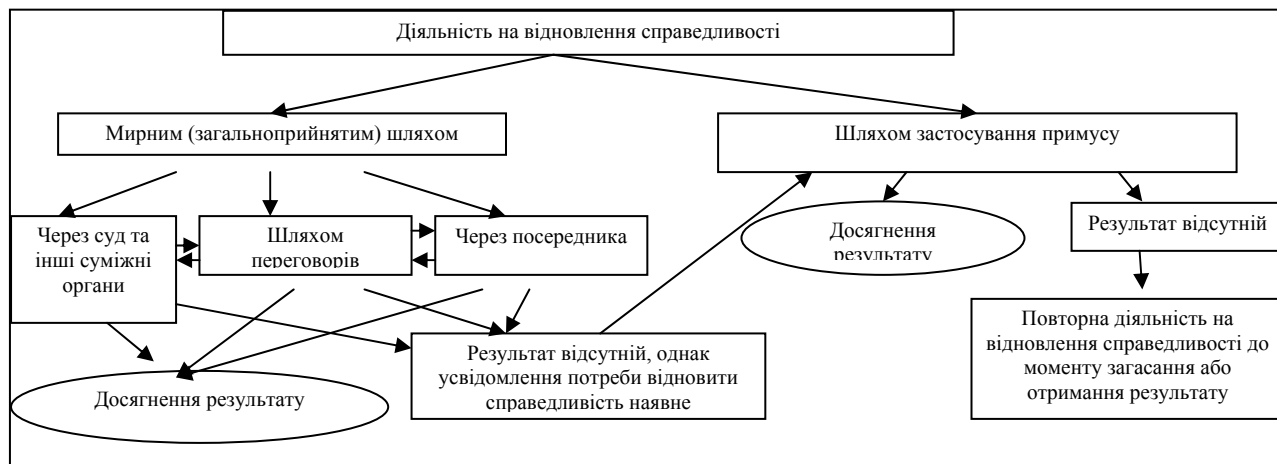 Діяльність на відновлення справедливості
Мирним (загальноприйнятим) шляхом
Шляхом застосування примусу
Через суд та
інші суміжні
органи
Шляхом
переговорів
Через посередника
Досягнення
результату
Результат відсутній
Досягнення результату
Результат відсутній, однак
усвідомлення потреби відновити
справедливість наявне
Повторна діяльність на
відновлення справедливості до
моменту загасання або
отримання результату